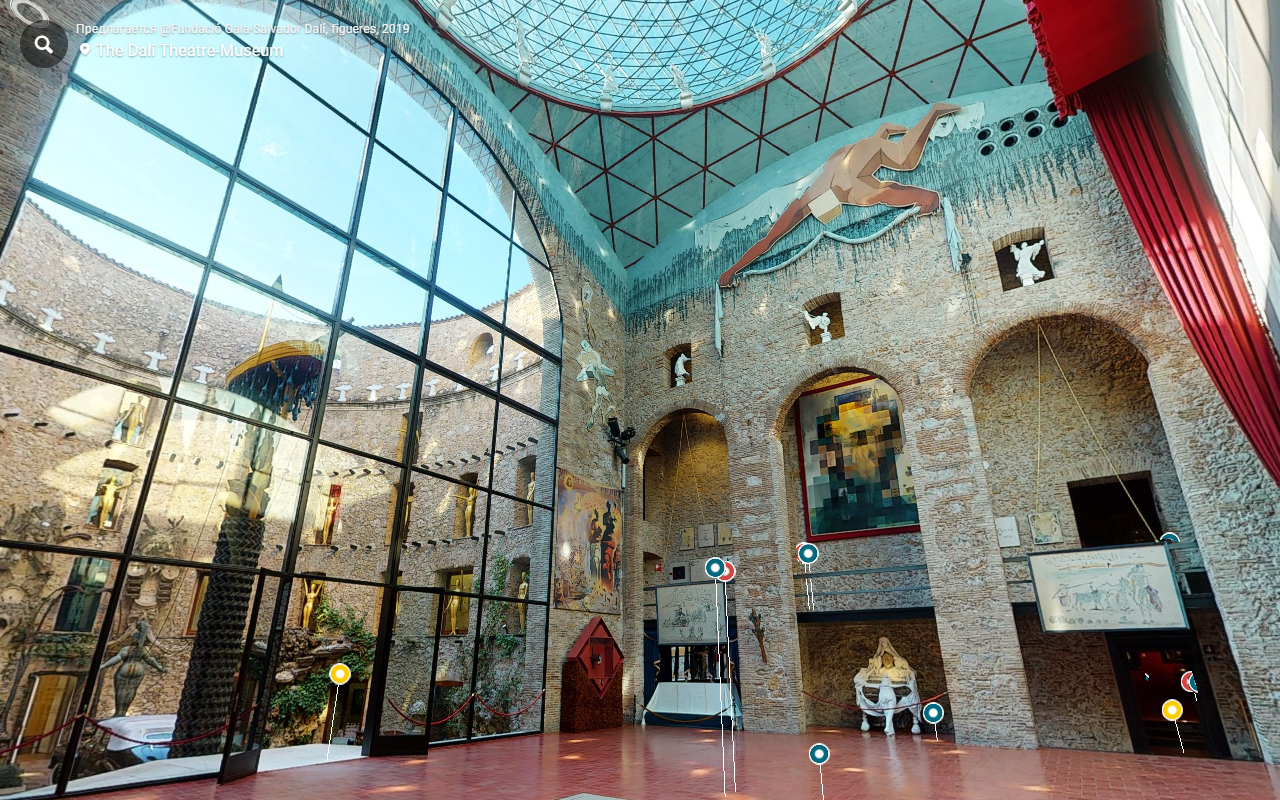 Предлагается @Fundació Gala-Salvador Dalí, figueres, 2019
The Dalí Theatre-Museum